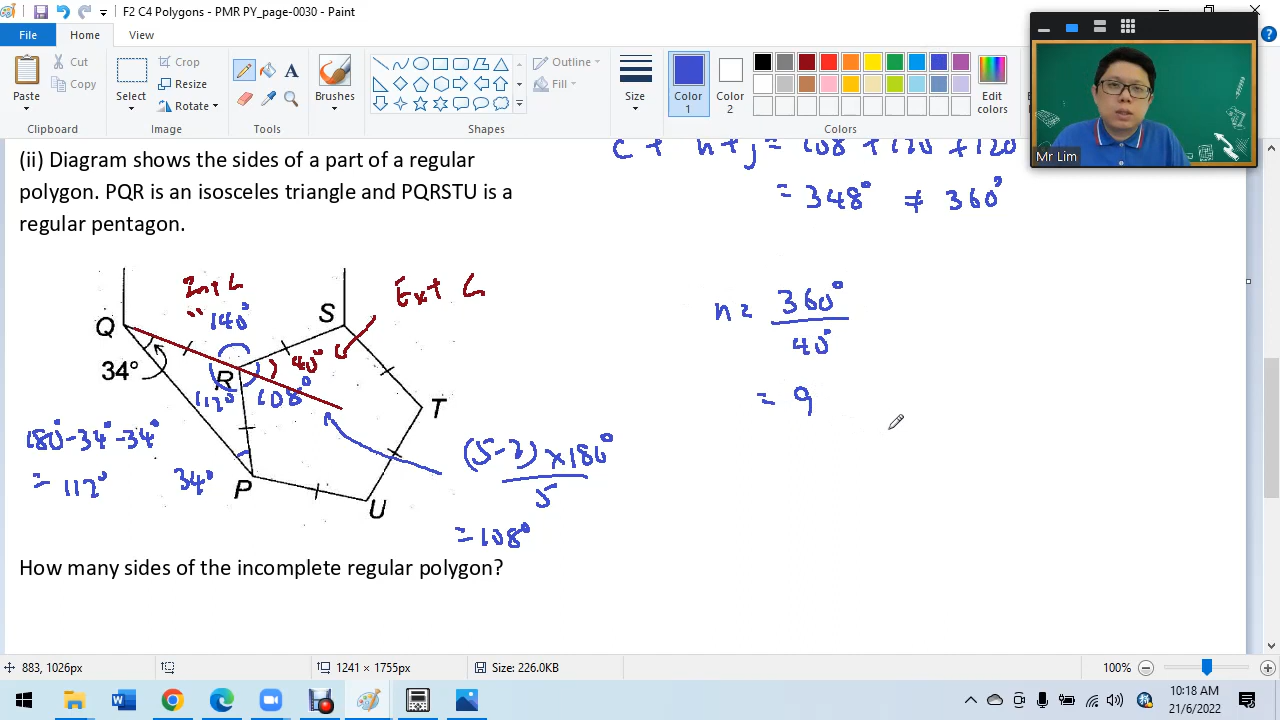 F2 C4 Polygons - PMR PY_page-0030 - Paint
File
Home
View
Paste
Cut
Copy
Clipboard
Select
Crop
Resize
Rotate
Image
A
Tools
Brushes
Shapes
Outline
Fill
Size
Color 1
Color 2
Edit colors
Colors
Mr Lim
(ii) Diagram shows the sides of a part of a regular
polygon. PQR is an isosceles triangle and PQRSTU is a
regular pentagon.
C + n + j = 108 + 120 + 120
= 348° ≠ 360°
Int ∠
Ext ∠
140°
Q
S
34°
R
40°
112°
108°
T
180° - 34° - 34°
= 112°
34°
P
U
(5-2) × 180°
5
= 108°
n = 360°
40°
= 9
How many sides of the incomplete regular polygon?
883, 1026px
1241 × 1755px
Size: 226.0KB
100%
10:18 AM
21/6/2022